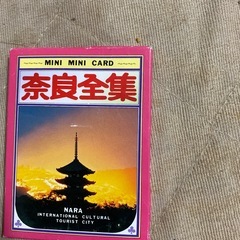 MINI MINI CARD
奈良全集
NARA
INTERNATIONAL CULTURAL
TOURIST CITY